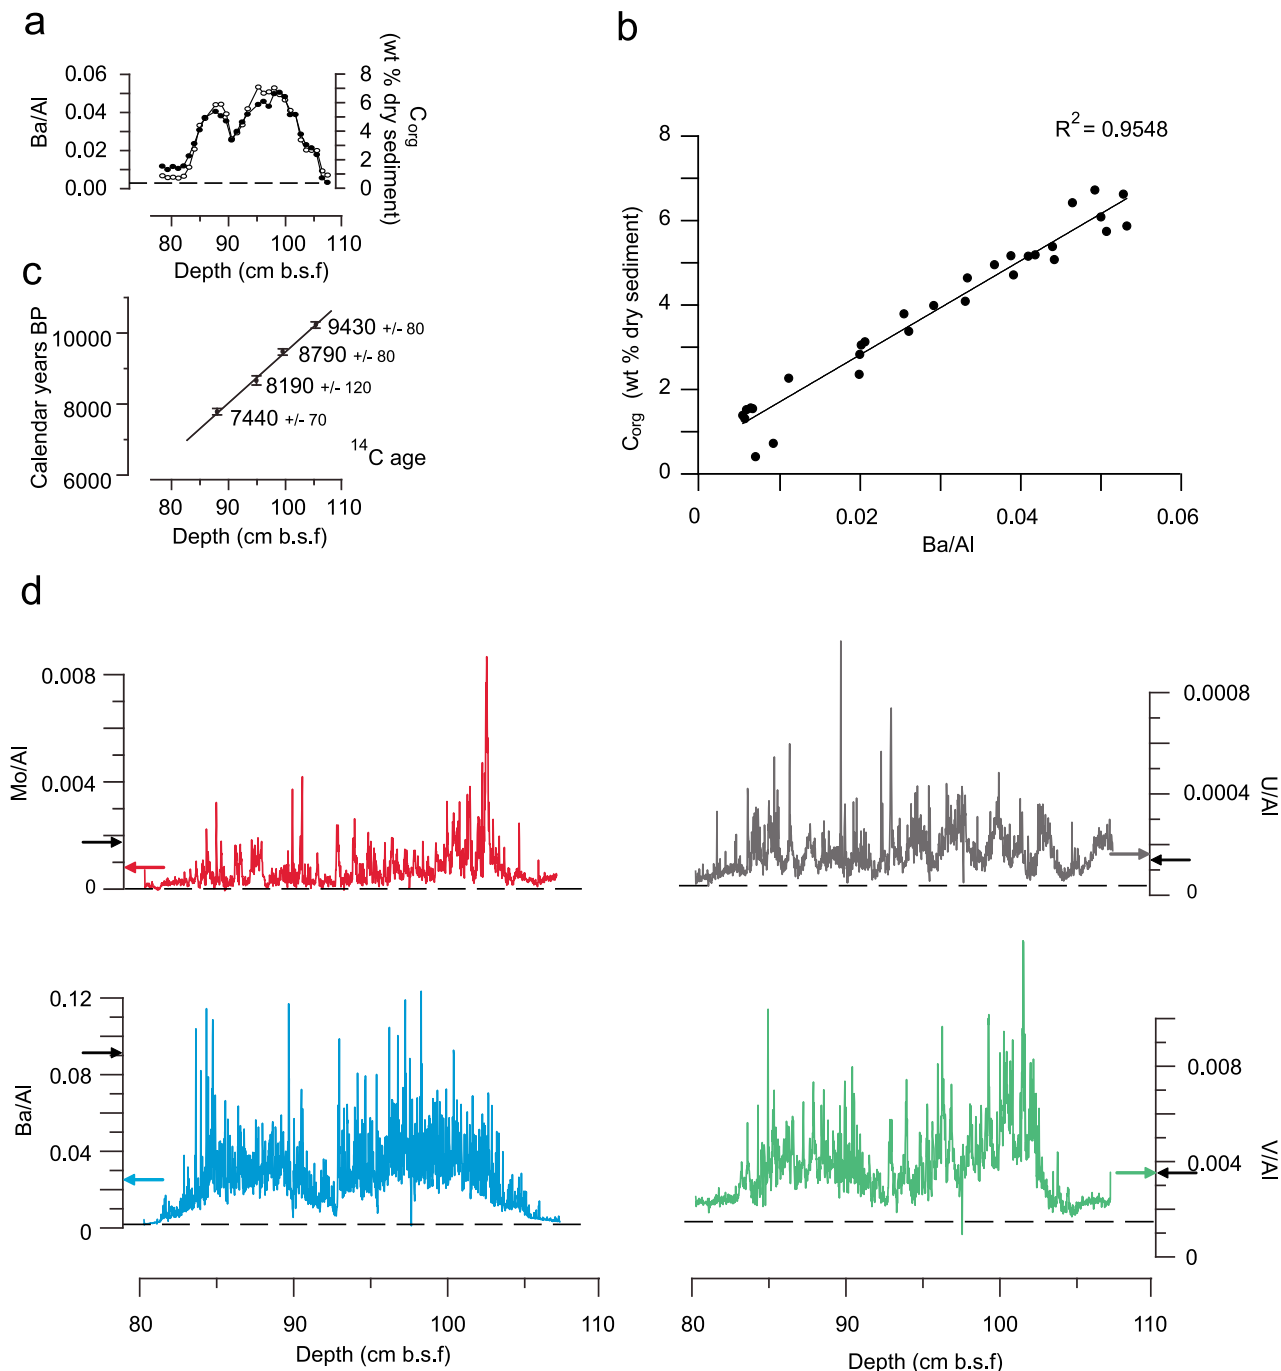 a
Ba/Al
0.06
0.04
0.02
0.00
8
6
4
2
0
C_org
(wt % dry sediment)
80 90 100 110
Depth (cm b.s.f)
b
R² = 0.9548
C_org (wt % dry sediment)
8
6
4
2
0
0 0.02 0.04 0.06
Ba/Al
c
Calendar years BP
10000
8000
6000
9430 +/- 80
8790 +/- 80
8190 +/- 120
7440 +/- 70
¹⁴C age
80 90 100 110
Depth (cm b.s.f)
d
Mo/Al
0.008
0.004
0
U/Al
0.0008
0.0004
0
Ba/Al
0.12
0.08
0.04
0
V/Al
0.008
0.004
0
80 90 100 110
Depth (cm b.s.f)
80 90 100 110
Depth (cm b.s.f)